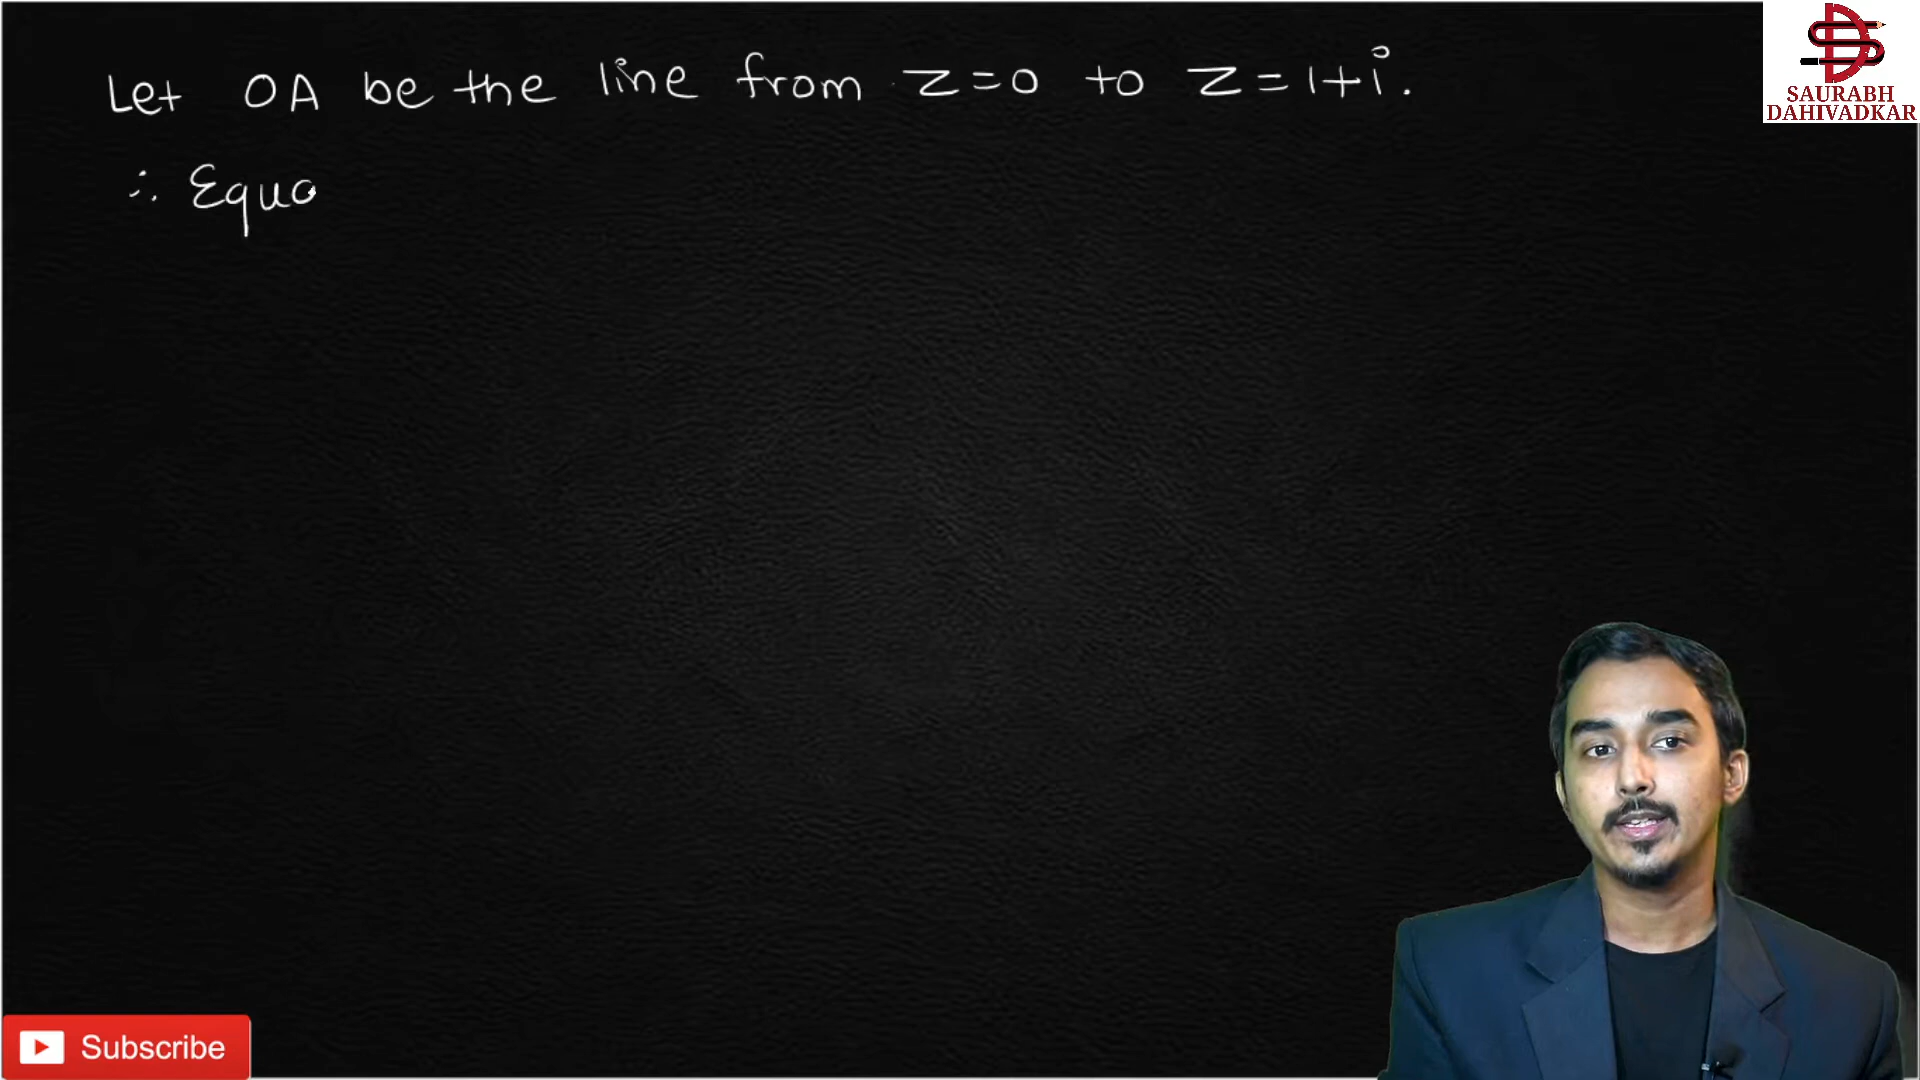 Let OA be the line from z=0 to z=1+i.
∴ Equa
SAURABH
DAHIVADKAR
Subscribe